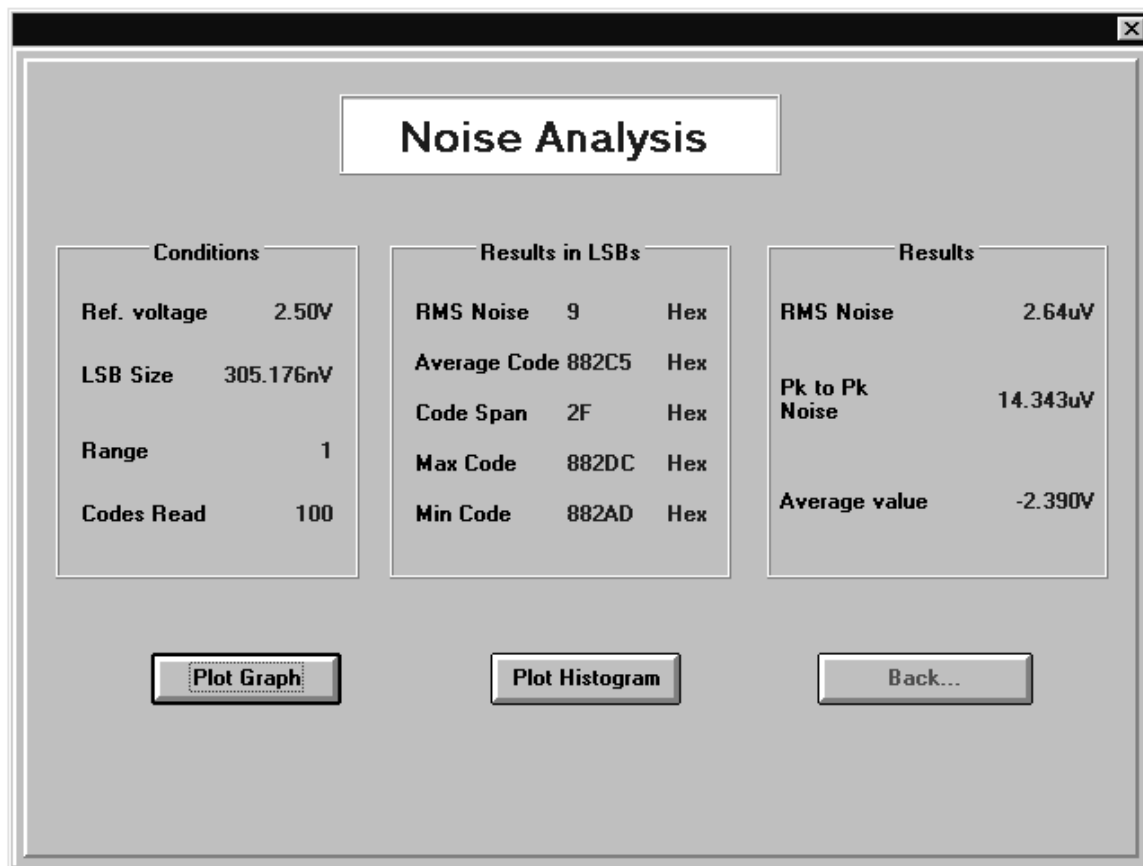 Noise Analysis
Conditions
Ref. voltage 2.50V
LSB Size 305.176nV
Range 1
Codes Read 100
Results in LSBs
RMS Noise 9 Hex
Average Code 882C5 Hex
Code Span 2F Hex
Max Code 882DC Hex
Min Code 882AD Hex
Results
RMS Noise 2.64uV
Pk to Pk
Noise 14.343uV
Average value -2.390V
Plot Graph
Plot Histogram
Back...